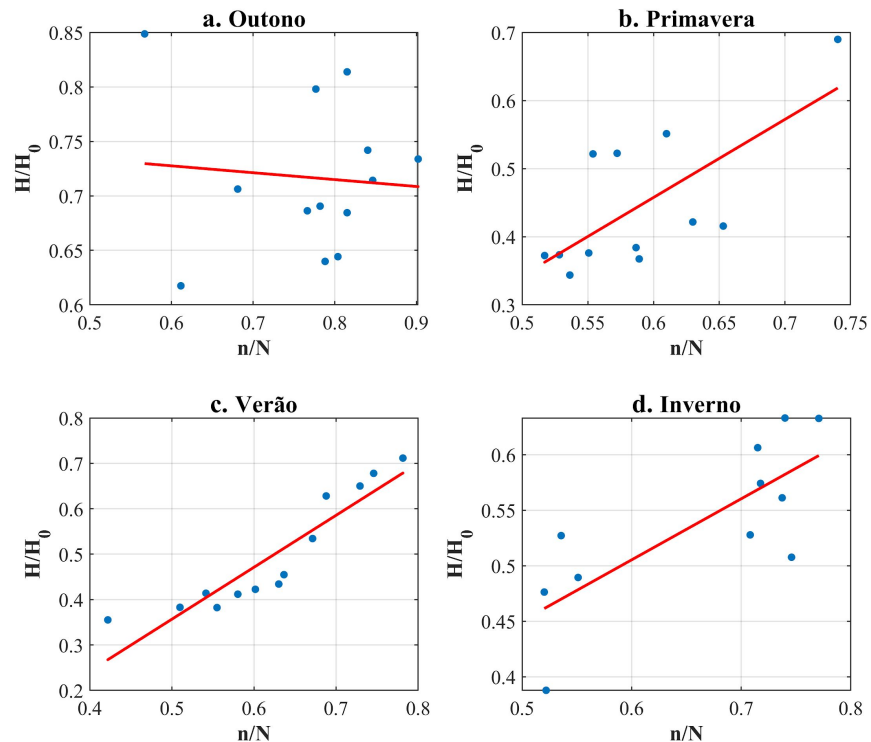 a. Outono
0.85
0.8
0.75
0.7
0.65
0.6
H/H0
0.5 0.6 0.7 0.8 0.9
n/N
b. Primavera
0.7
0.6
0.5
0.4
0.3
H/H0
0.5 0.55 0.6 0.65 0.7 0.75
n/N
c. Verão
0.8
0.7
0.6
0.5
0.4
0.3
0.2
H/H0
0.4 0.5 0.6 0.7 0.8
n/N
d. Inverno
0.6
0.55
0.5
0.45
0.4
H/H0
0.5 0.6 0.7 0.8
n/N